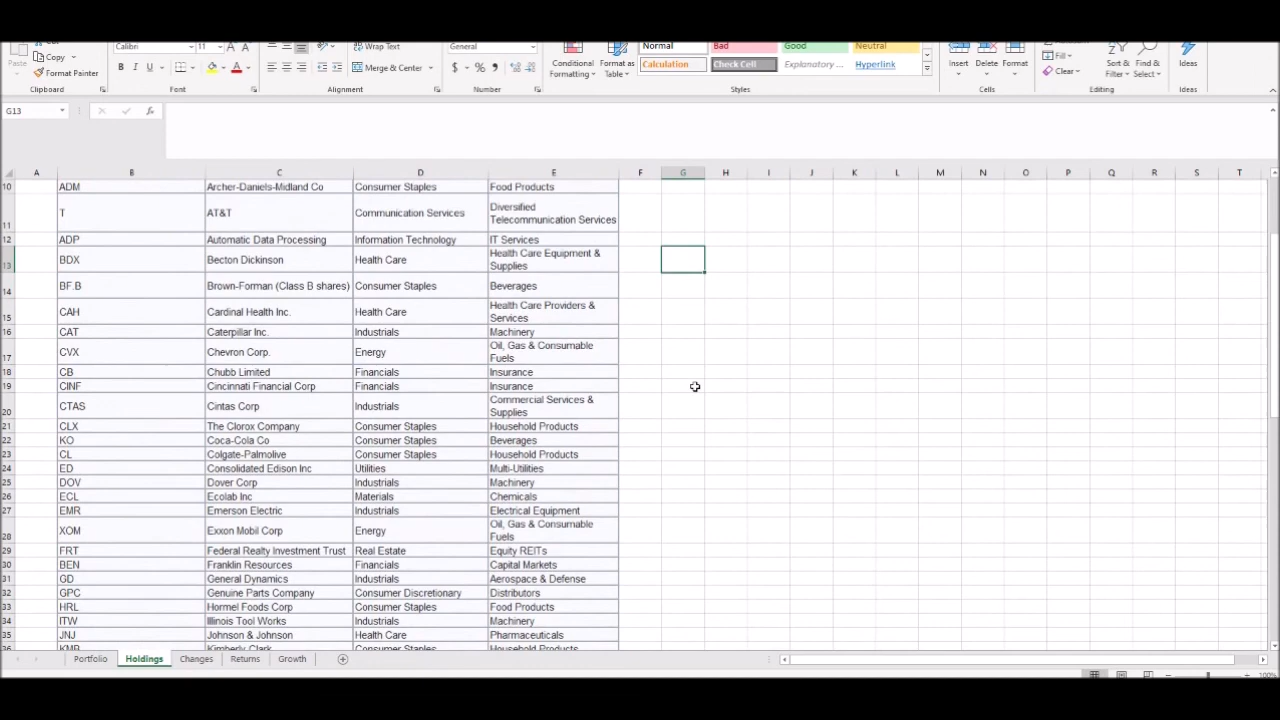 Copy
Format Painter
Clipboard
Calibri
11
A
A
B
I
U
A
Font
Wrap Text
Merge & Center
Alignment
General
$
%
Number
Conditional
Formatting
Format as
Table
Normal
Bad
Good
Neutral
Calculation
Check Cell
Explanatory ...
Hyperlink
Styles
Insert
Delete
Format
Cells
Fill
Clear
Sort &
Filter
Find &
Select
Editing
Ideas
Ideas
G13
fx
A B C D E F G H I J K L M N O P Q R S T
10 ADM Archer-Daniels-Midland Co Consumer Staples Food Products
11 T AT&T Communication Services Diversified
Telecommunication Services
12 ADP Automatic Data Processing Information Technology IT Services
13 BDX Becton Dickinson Health Care Health Care Equipment &
Supplies
14 BF.B Brown-Forman (Class B shares) Consumer Staples Beverages
15 CAH Cardinal Health Inc. Health Care Health Care Providers &
Services
16 CAT Caterpillar Inc. Industrials Machinery
17 CVX Chevron Corp. Energy Oil, Gas & Consumable
Fuels
18 CB Chubb Limited Financials Insurance
19 CINF Cincinnati Financial Corp Financials Insurance
20 CTAS Cintas Corp Industrials Commercial Services &
Supplies
21 CLX The Clorox Company Consumer Staples Household Products
22 KO Coca-Cola Co Consumer Staples Beverages
23 CL Colgate-Palmolive Consumer Staples Household Products
24 ED Consolidated Edison Inc Utilities Multi-Utilities
25 DOV Dover Corp Industrials Machinery
26 ECL Ecolab Inc Materials Chemicals
27 EMR Emerson Electric Industrials Electrical Equipment
28 XOM Exxon Mobil Corp Energy Oil, Gas & Consumable
Fuels
29 FRT Federal Realty Investment Trust Real Estate Equity REITs
30 BEN Franklin Resources Financials Capital Markets
31 GD General Dynamics Industrials Aerospace & Defense
32 GPC Genuine Parts Company Consumer Discretionary Distributors
33 HRL Hormel Foods Corp Consumer Staples Food Products
34 ITW Illinois Tool Works Industrials Machinery
35 JNJ Johnson & Johnson Health Care Pharmaceuticals
36 KMB Kimberly Clark Consumer Staples Household Products
Portfolio Holdings Changes Returns Growth
100%